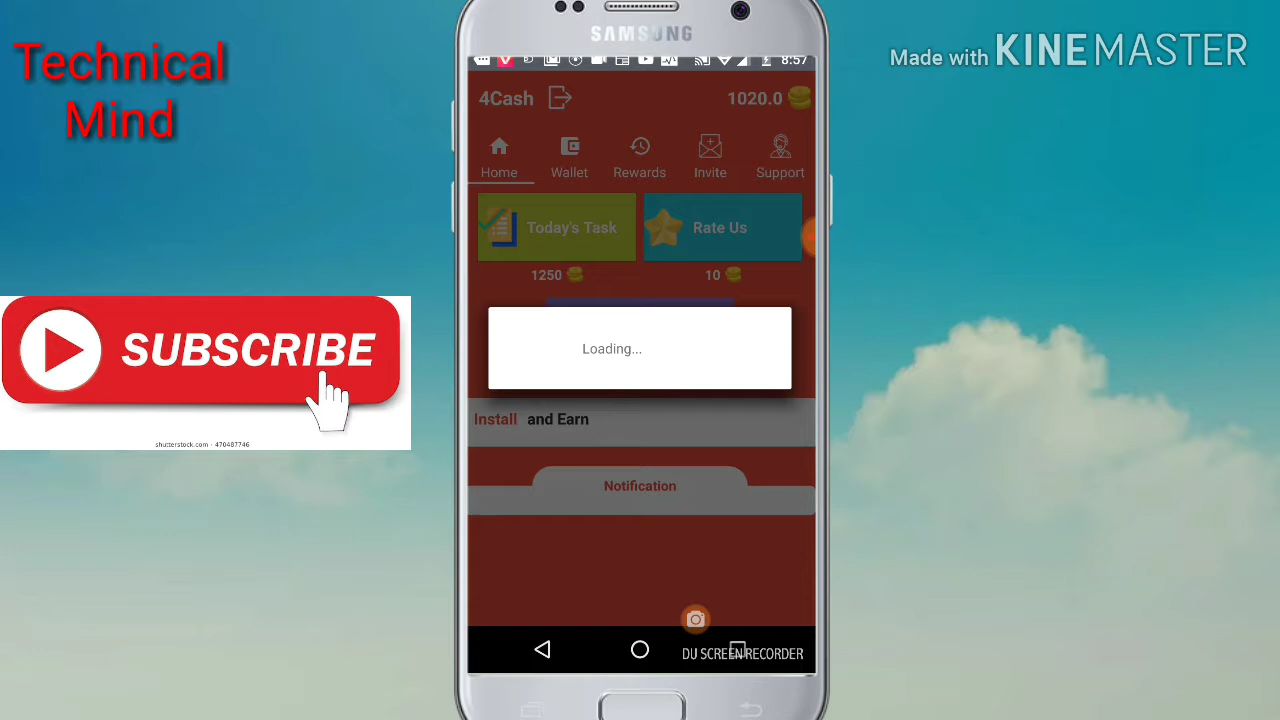 Technical
Mind
Made with KINEMASTER
SUBSCRIBE
shutterstock.com · 470487746
SAMSUNG
8:57
4Cash
1020.0
Home
Wallet
Rewards
Invite
Support
Today's Task
Rate Us
1250
10
Loading...
Install and Earn
Notification
DU SCREEN RECORDER